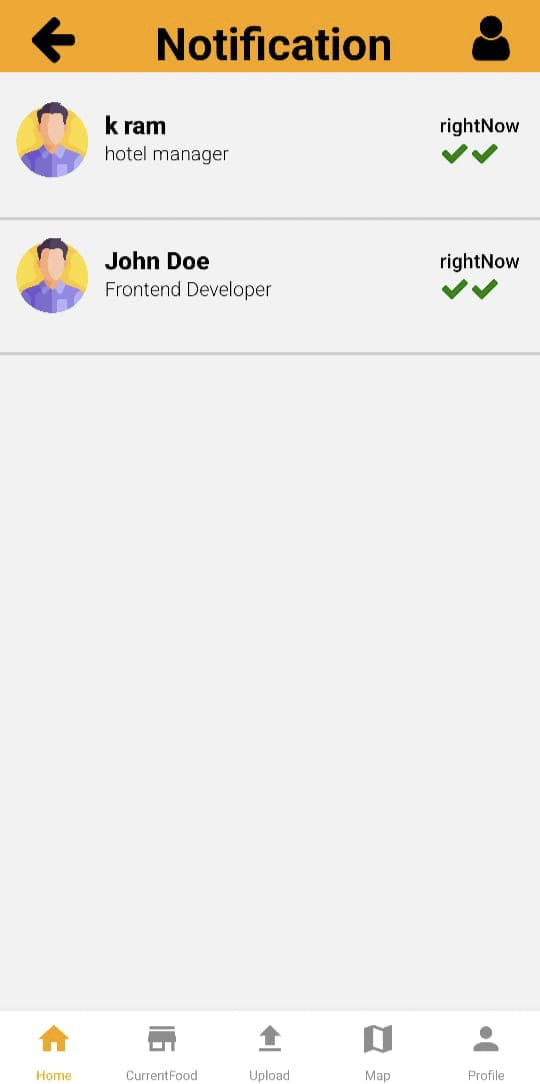 Notification
k ram
rightNow
hotel manager
John Doe
rightNow
Frontend Developer
Home
CurrentFood
Upload
Map
Profile